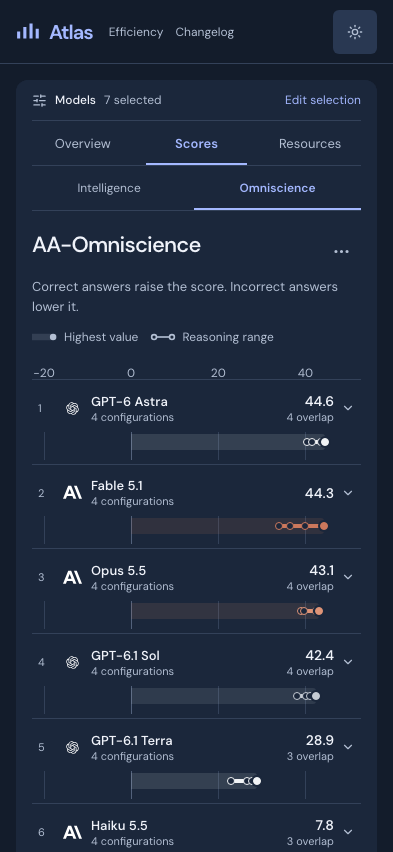 Atlas Efficiency Changelog
Models 7 selected Edit selection
Overview Scores Resources
Intelligence Omniscience
AA-Omniscience
Correct answers raise the score. Incorrect answers
lower it.
Highest value Reasoning range
-20 0 20 40
1 GPT-6 Astra 44.6
4 configurations 4 overlap
2 Fable 5.1 44.3
4 configurations
3 Opus 5.5 43.1
4 configurations 4 overlap
4 GPT-6.1 Sol 42.4
4 configurations 4 overlap
5 GPT-6.1 Terra 28.9
4 configurations 3 overlap
6 Haiku 5.5 7.8
4 configurations 3 overlap